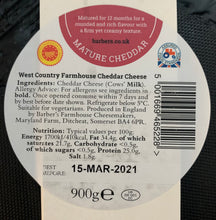 Matured for 12 months for a
rounded and rich flavour with
a firm yet creamy texture.
barbers.co.uk
MATURE CHEDDAR
West Country Farmhouse Cheddar Cheese
Ingredients: Cheddar Cheese (Cows' Milk).
Allergy Advice: For allergens see ingredients in
bold. Once opened consume within 7 days and
by best before date. Refrigerate below 5°C.
Suitable for vegetarians. Produced in England
by Barber's Farmhouse Cheesemakers,
Maryland Farm, Ditcheat, Somerset BA4 6PR.
Nutrition: Typical values per 100g:
Energy 1700kJ/410kcal, Fat 34.4g, of which
saturates 21.7g, Carbohydrate <0.5g,
of which sugars <0.5g, Protein 25.0g,
Salt 1.8g.
BEST
BEFORE:
15-MAR-2021
900g e